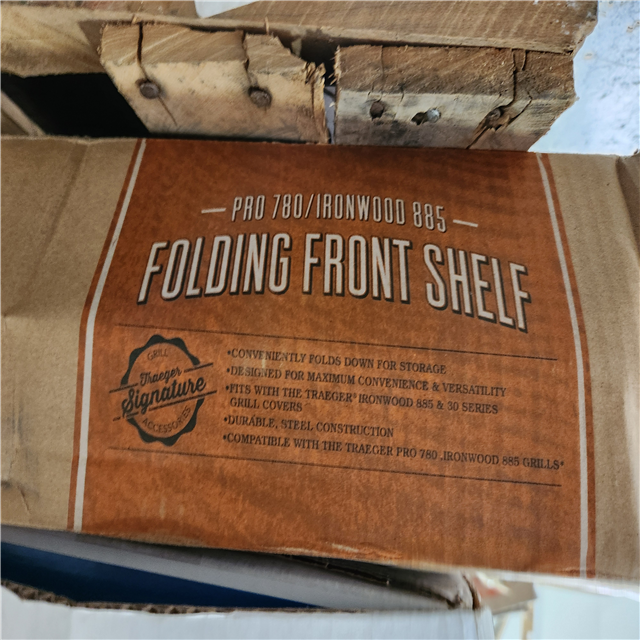 — PRO 780/IRONWOOD 885 —
FOLDING FRONT SHELF
GRILL
Traeger
Signature
ACCESSORIES
•CONVENIENTLY FOLDS DOWN FOR STORAGE
•DESIGNED FOR MAXIMUM CONVENIENCE & VERSATILITY
•FITS WITH THE TRAEGER® IRONWOOD 885 & 30 SERIES
GRILL COVERS
•DURABLE, STEEL CONSTRUCTION
•COMPATIBLE WITH THE TRAEGER PRO 780 ,IRONWOOD 885 GRILLS*